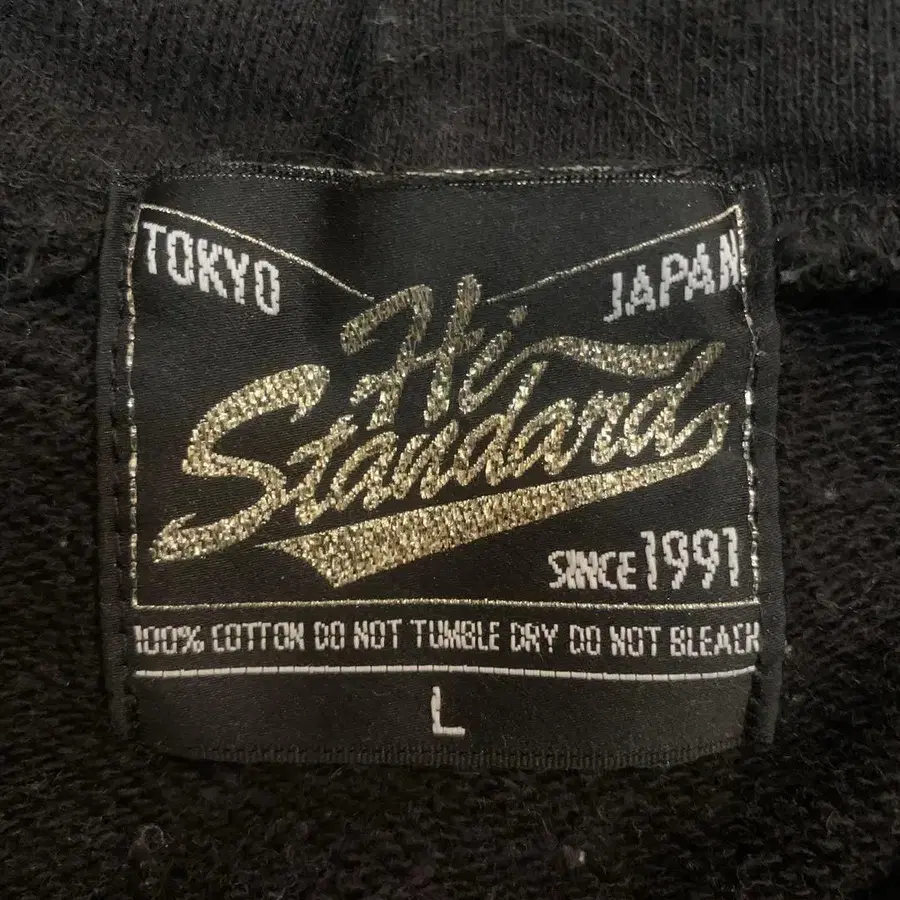 TOKYO JAPAN
Hi
Standard
SINCE 1991
100% COTTON DO NOT TUMBLE DRY DO NOT BLEACH
L